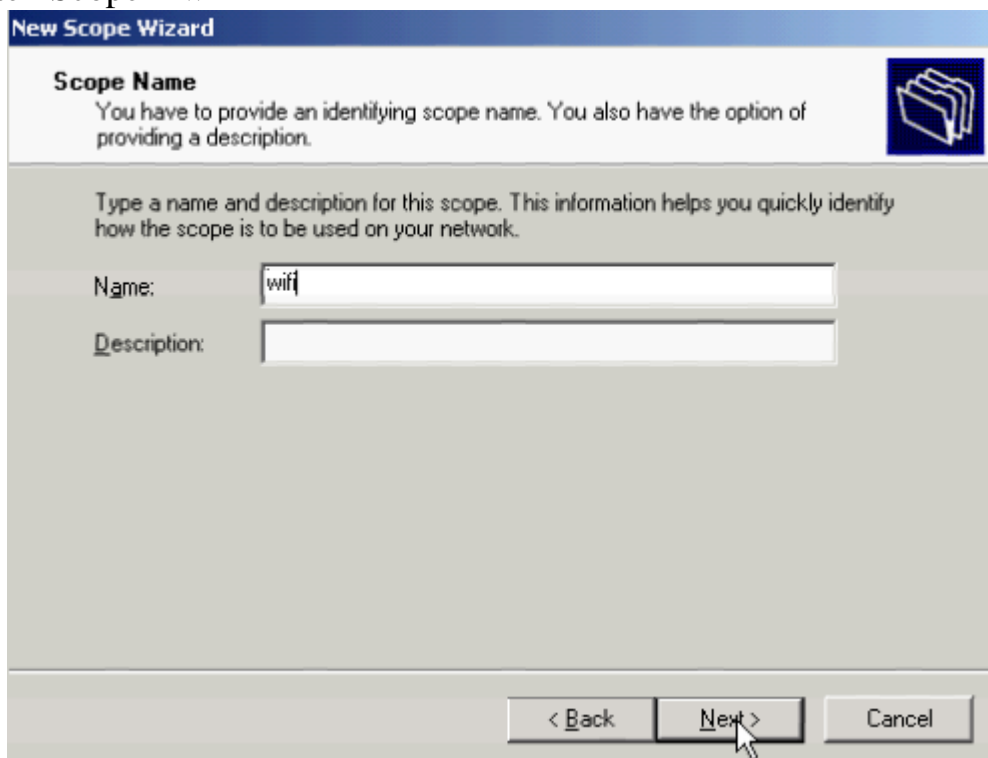 New Scope Wizard
Scope Name
You have to provide an identifying scope name. You also have the option of
providing a description.
Type a name and description for this scope. This information helps you quickly identify
how the scope is to be used on your network.
Name:
wifi
Description:
< Back
Next >
Cancel